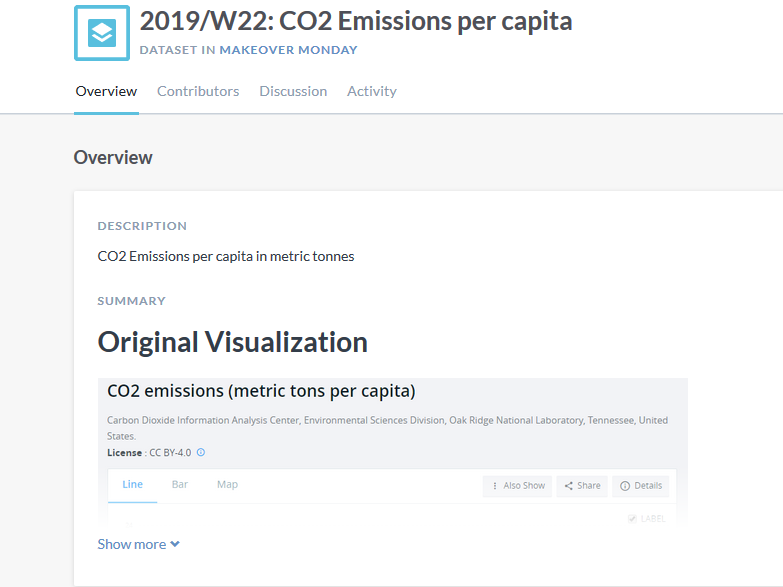 2019/W22: CO2 Emissions per capita
DATASET IN MAKEOVER MONDAY
Overview Contributors Discussion Activity
Overview
DESCRIPTION
CO2 Emissions per capita in metric tonnes
SUMMARY
Original Visualization
CO2 emissions (metric tons per capita)
Carbon Dioxide Information Analysis Center, Environmental Sciences Division, Oak Ridge National Laboratory, Tennessee, United
States.
License : CC BY-4.0
Line Bar Map Also Show Share Details
LABEL
Show more